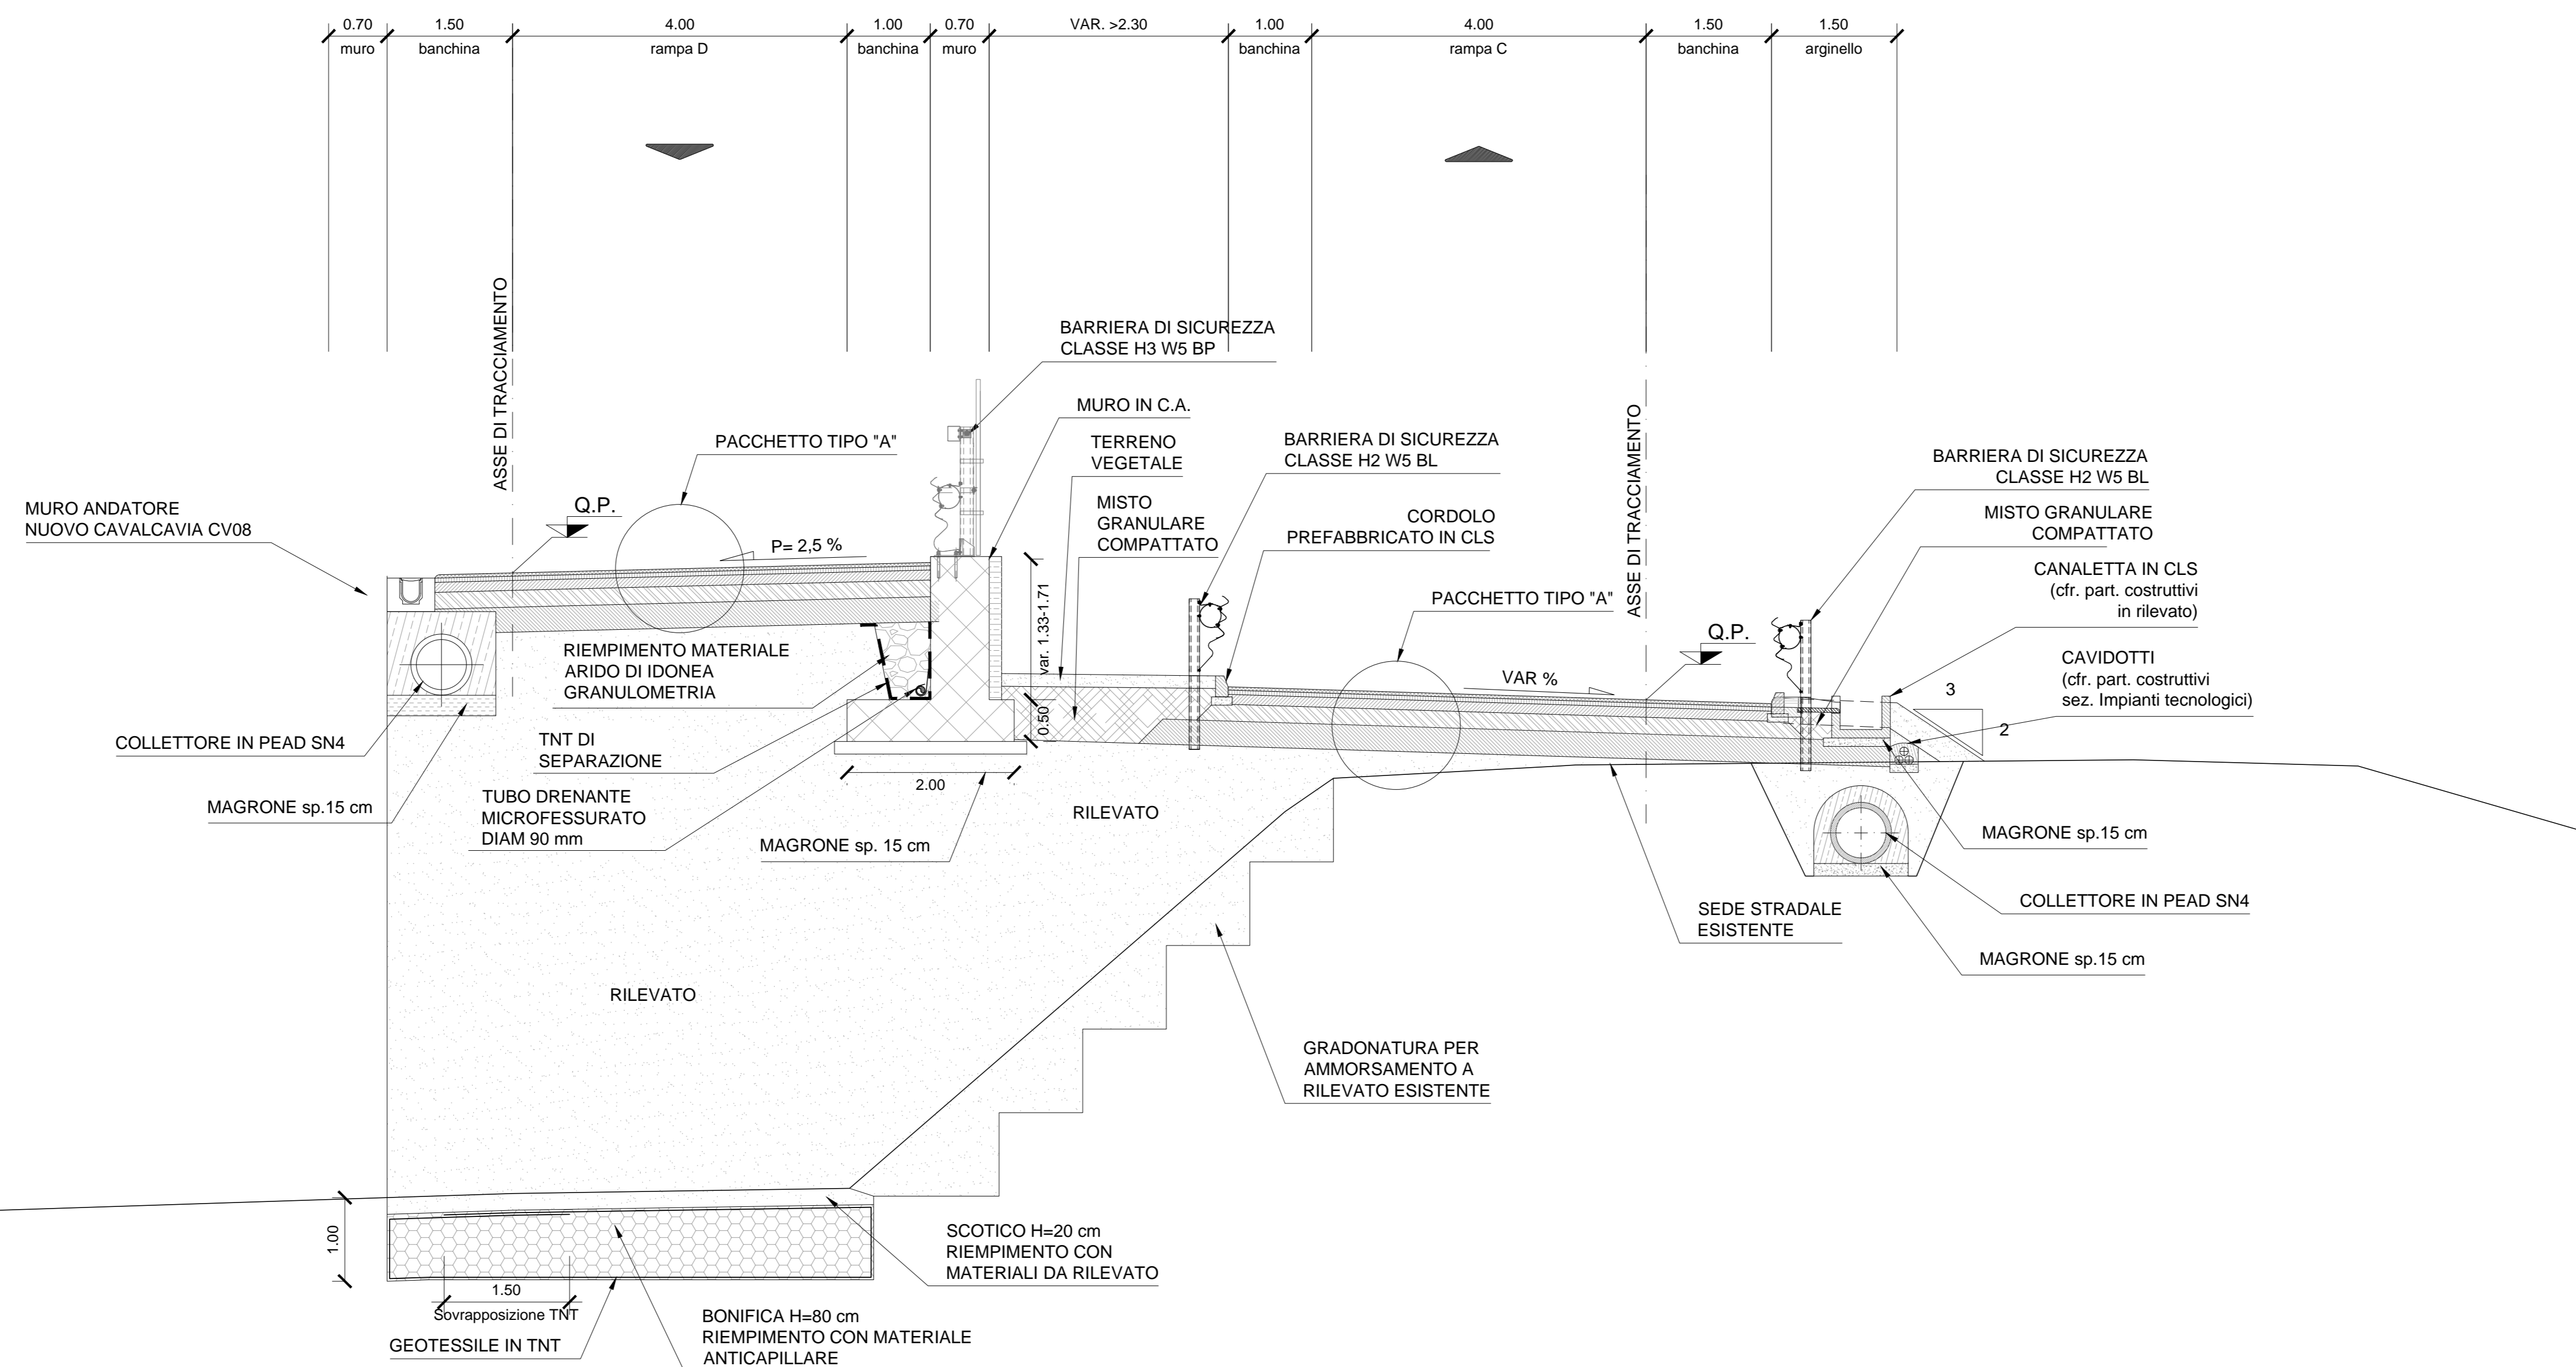 0.70
1.50
4.00
1.00
0.70
VAR. >2.30
1.00
4.00
1.50
1.50
muro
banchina
rampa D
banchina
muro
banchina
rampa C
banchina
arginello
ASSE DI TRACCIAMENTO
BARRIERA DI SICUREZZA
CLASSE H3 W5 BP
MURO IN C.A.
PACCHETTO TIPO "A"
TERRENO
VEGETALE
BARRIERA DI SICUREZZA
CLASSE H2 W5 BL
ASSE DI TRACCIAMENTO
BARRIERA DI SICUREZZA
CLASSE H2 W5 BL
MURO ANDATORE
NUOVO CAVALCAVIA CV08
Q.P.
P= 2,5 %
MISTO
GRANULARE
COMPATTATO
CORDOLO
PREFABBRICATO IN CLS
MISTO GRANULARE
COMPATTATO
CANALETTA IN CLS
(cfr. part. costruttivi
in rilevato)
PACCHETTO TIPO "A"
var. 1.33-1.71
Q.P.
RIEMPIMENTO MATERIALE
ARIDO DI IDONEA
GRANULOMETRIA
VAR %
CAVIDOTTI
(cfr. part. costruttivi
sez. Impianti tecnologici)
3
2
0.50
COLLETTORE IN PEAD SN4
TNT DI
SEPARAZIONE
2.00
MAGRONE sp.15 cm
TUBO DRENANTE
MICROFESSURATO
DIAM 90 mm
MAGRONE sp. 15 cm
RILEVATO
MAGRONE sp.15 cm
COLLETTORE IN PEAD SN4
SEDE STRADALE
ESISTENTE
MAGRONE sp.15 cm
RILEVATO
GRADONATURA PER
AMMORSAMENTO A
RILEVATO ESISTENTE
1.00
SCOTICO H=20 cm
RIEMPIMENTO CON
MATERIALI DA RILEVATO
1.50
Sovrapposizione TNT
GEOTESSILE IN TNT
BONIFICA H=80 cm
RIEMPIMENTO CON MATERIALE
ANTICAPILLARE